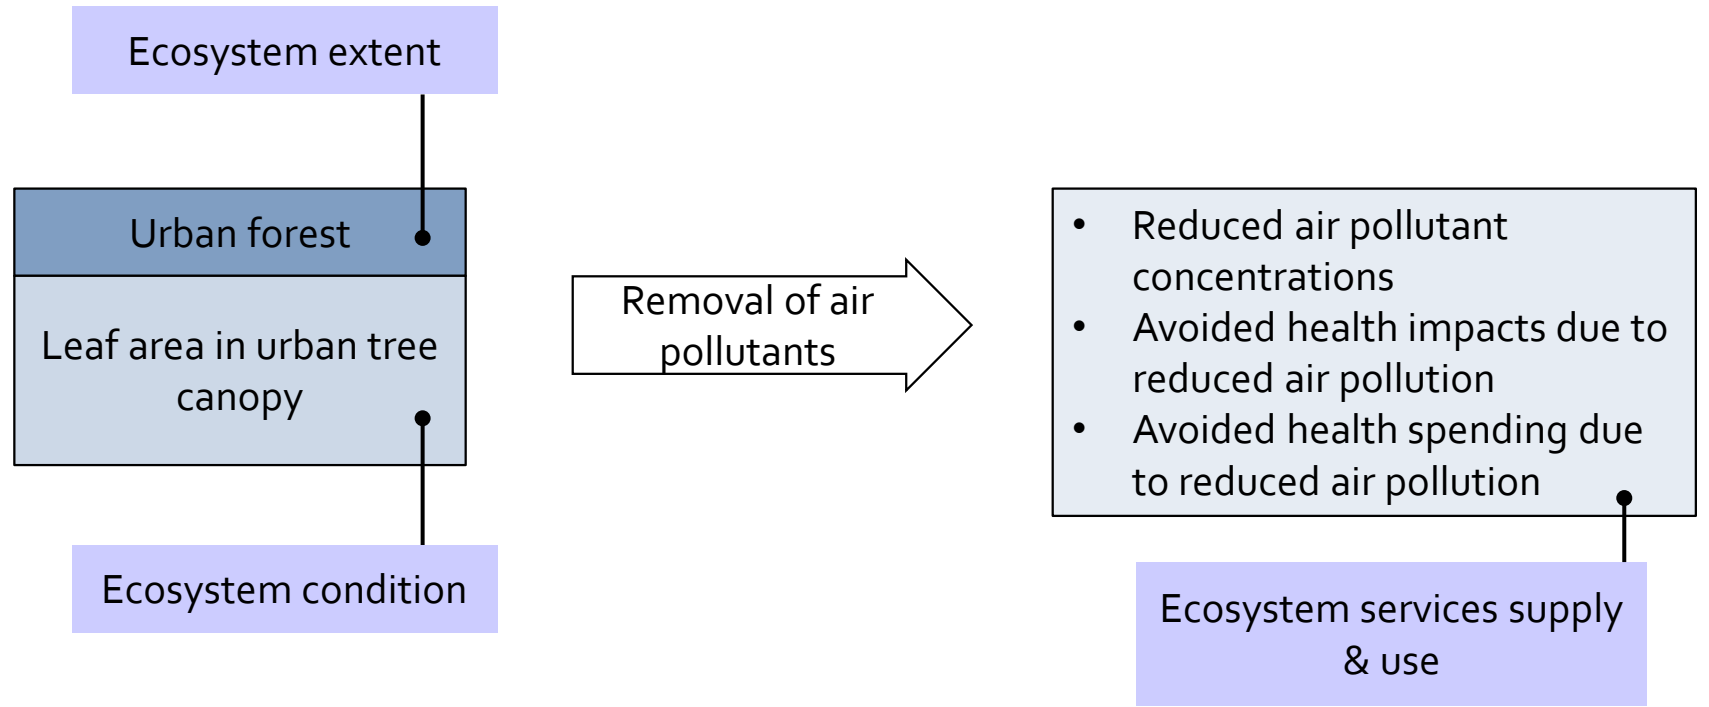 Ecosystem extent
Urban forest
Leaf area in urban tree
canopy
Ecosystem condition
Removal of air
pollutants
• Reduced air pollutant
concentrations
• Avoided health impacts due to
reduced air pollution
• Avoided health spending due
to reduced air pollution
Ecosystem services supply
& use